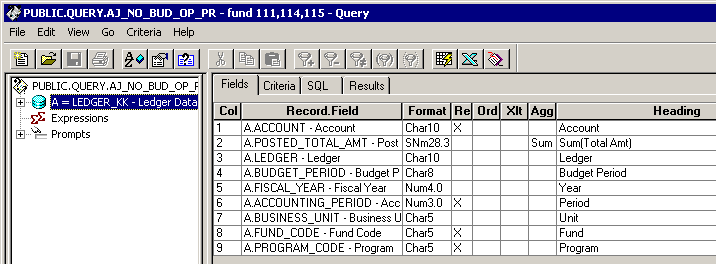 PUBLIC.QUERY.AJ_NO_BUD_OP_PR - fund 111,114,115 - Query
File Edit View Go Criteria Help
PUBLIC.QUERY.AJ_NO_BUD_OP_F
A = LEDGER_KK - Ledger Data
Expressions
Prompts
Fields Criteria SQL Results
Col Record.Field Format Re Ord Xlt Agg Heading
1 A.ACCOUNT - Account Char10 X Account
2 A.POSTED_TOTAL_AMT - Post SNm28.3 Sum Sum(Total Amt)
3 A.LEDGER - Ledger Char10 Ledger
4 A.BUDGET_PERIOD - Budget P Char8 Budget Period
5 A.FISCAL_YEAR - Fiscal Year Num4.0 Year
6 A.ACCOUNTING_PERIOD - Acc Num3.0 X Period
7 A.BUSINESS_UNIT - Business U Char5 Unit
8 A.FUND_CODE - Fund Code Char5 X Fund
9 A.PROGRAM_CODE - Program Char5 X Program